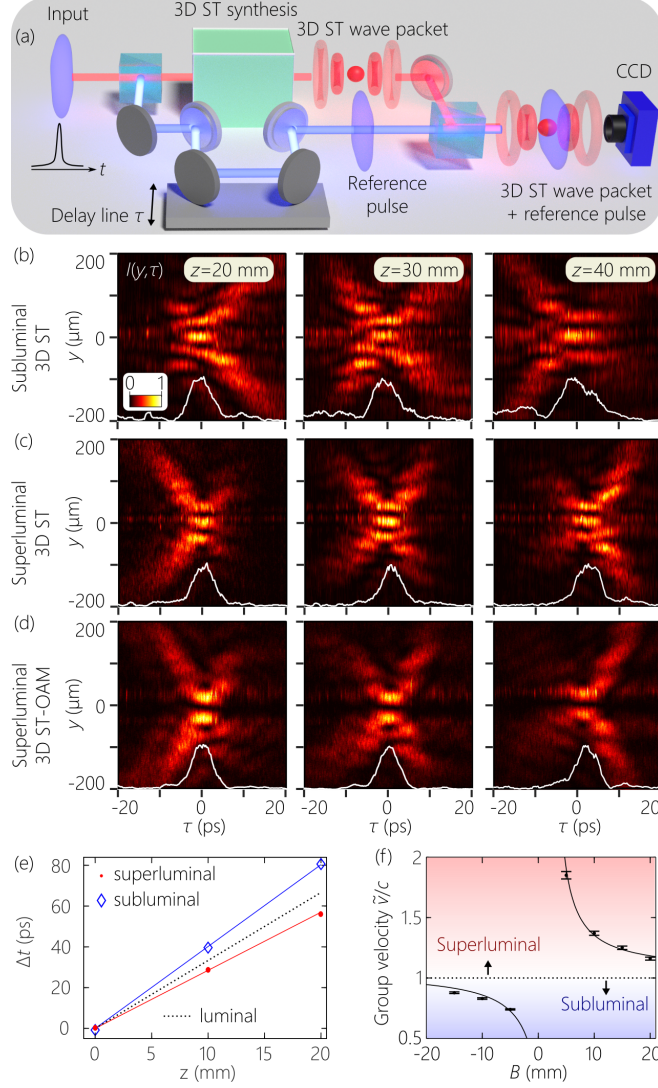 (a)
Input
3D ST synthesis
3D ST wave packet
CCD
t
Delay line τ
Reference
pulse
3D ST wave packet
+ reference pulse
(b)
Subluminal
3D ST
y (μm)
200
0
-200
I(y,τ)
z=20 mm
z=30 mm
z=40 mm
0 1
(c)
Superluminal
3D ST
y (μm)
200
0
-200
(d)
Superluminal
3D ST-OAM
y (μm)
200
0
-200
-20 0 20
-20 0 20
-20 0 20
τ (ps)
τ (ps)
τ (ps)
(e)
Δt (ps)
80
60
40
20
0
superluminal
subluminal
luminal
0 5 10 15 20
z (mm)
(f)
Group velocity ṽ/c
2
1.5
1
0.5
Superluminal
Subluminal
-20 -10 0 10 20
B (mm)